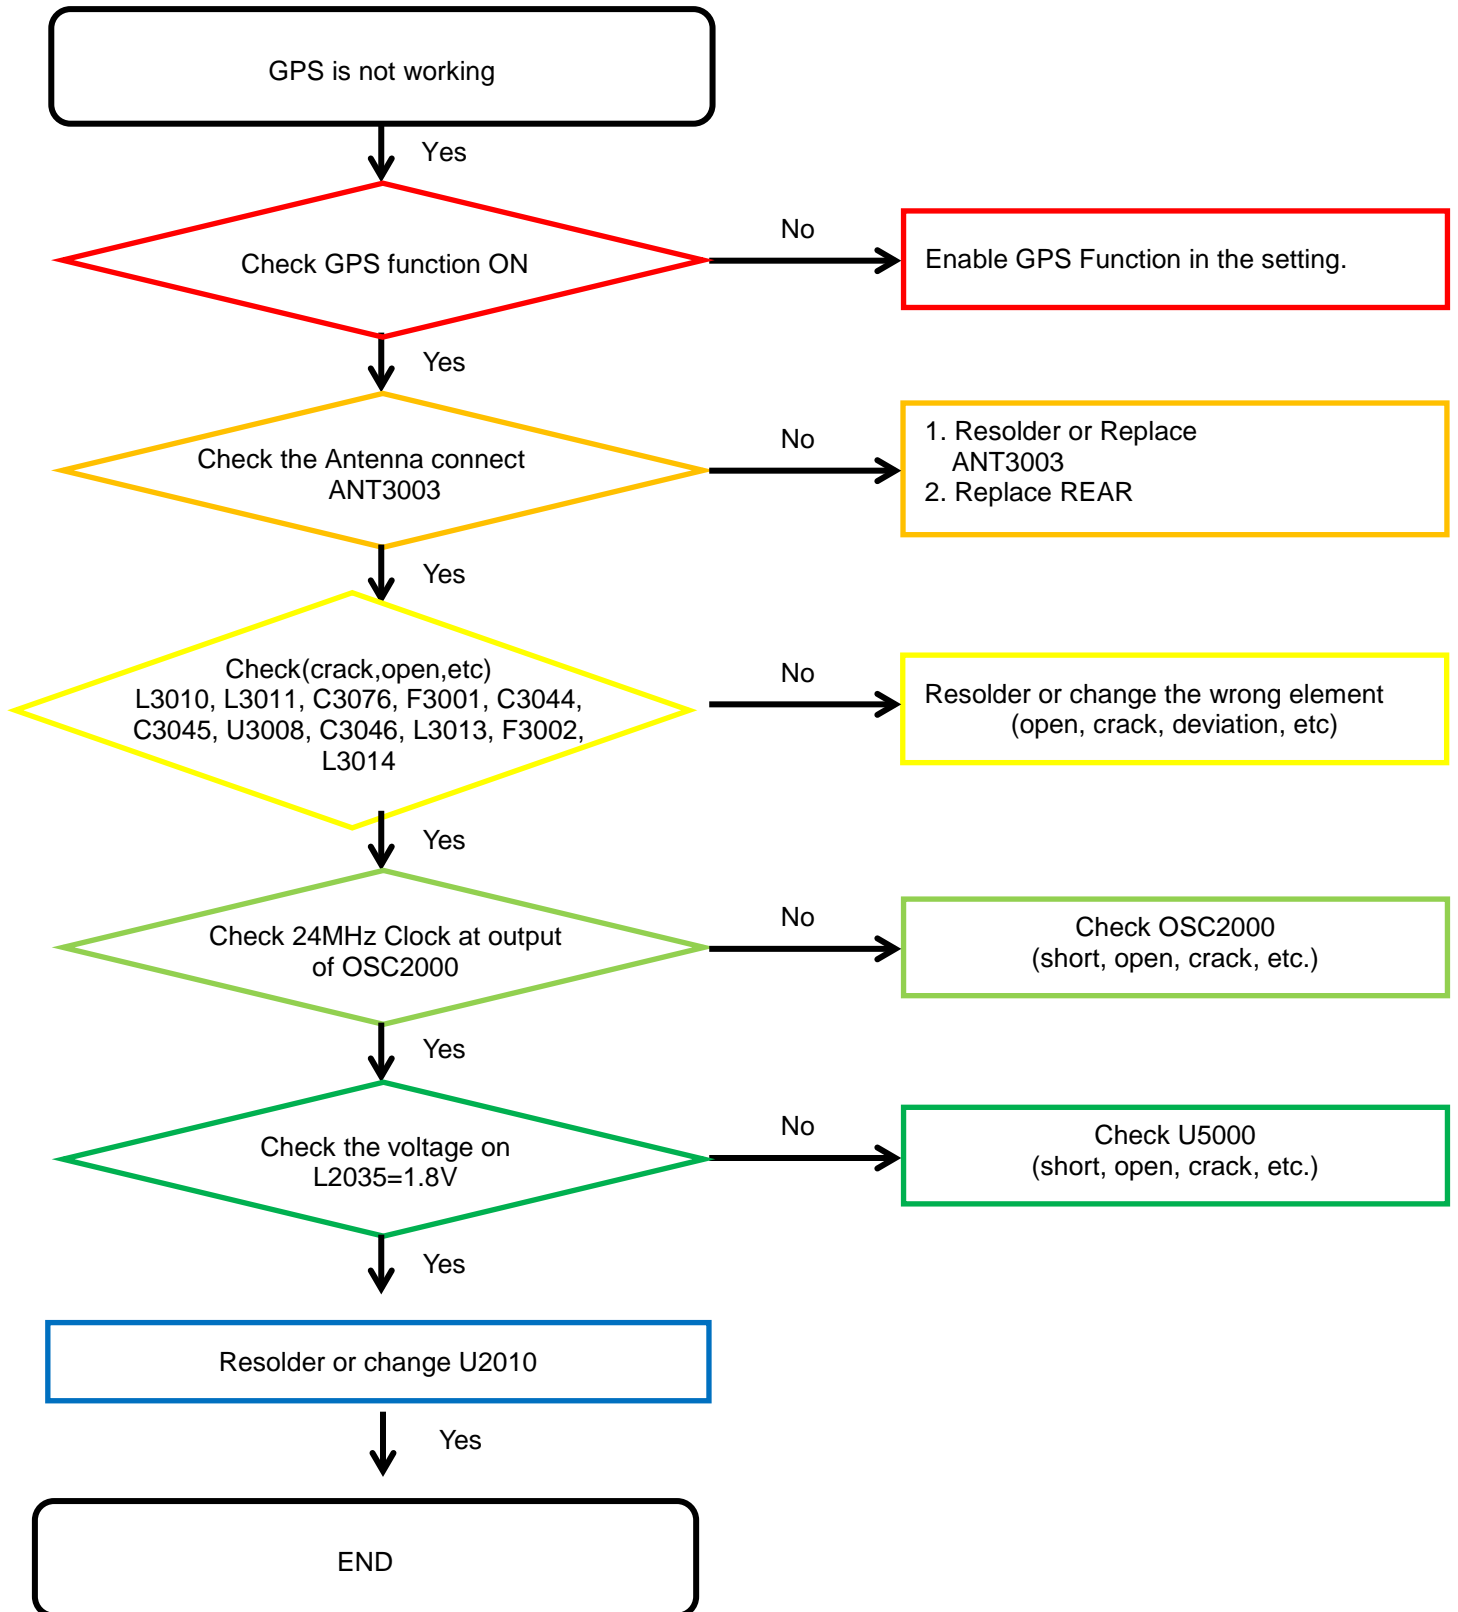 GPS is not working
Yes
Check GPS function ON
No
Enable GPS Function in the setting.
Yes
Check the Antenna connect
ANT3003
No
1. Resolder or Replace
ANT3003
2. Replace REAR
Yes
Check(crack,open,etc)
L3010, L3011, C3076, F3001, C3044,
C3045, U3008, C3046, L3013, F3002,
L3014
No
Resolder or change the wrong element
(open, crack, deviation, etc)
Yes
Check 24MHz Clock at output
of OSC2000
No
Check OSC2000
(short, open, crack, etc.)
Yes
Check the voltage on
L2035=1.8V
No
Check U5000
(short, open, crack, etc.)
Yes
Resolder or change U2010
Yes
END